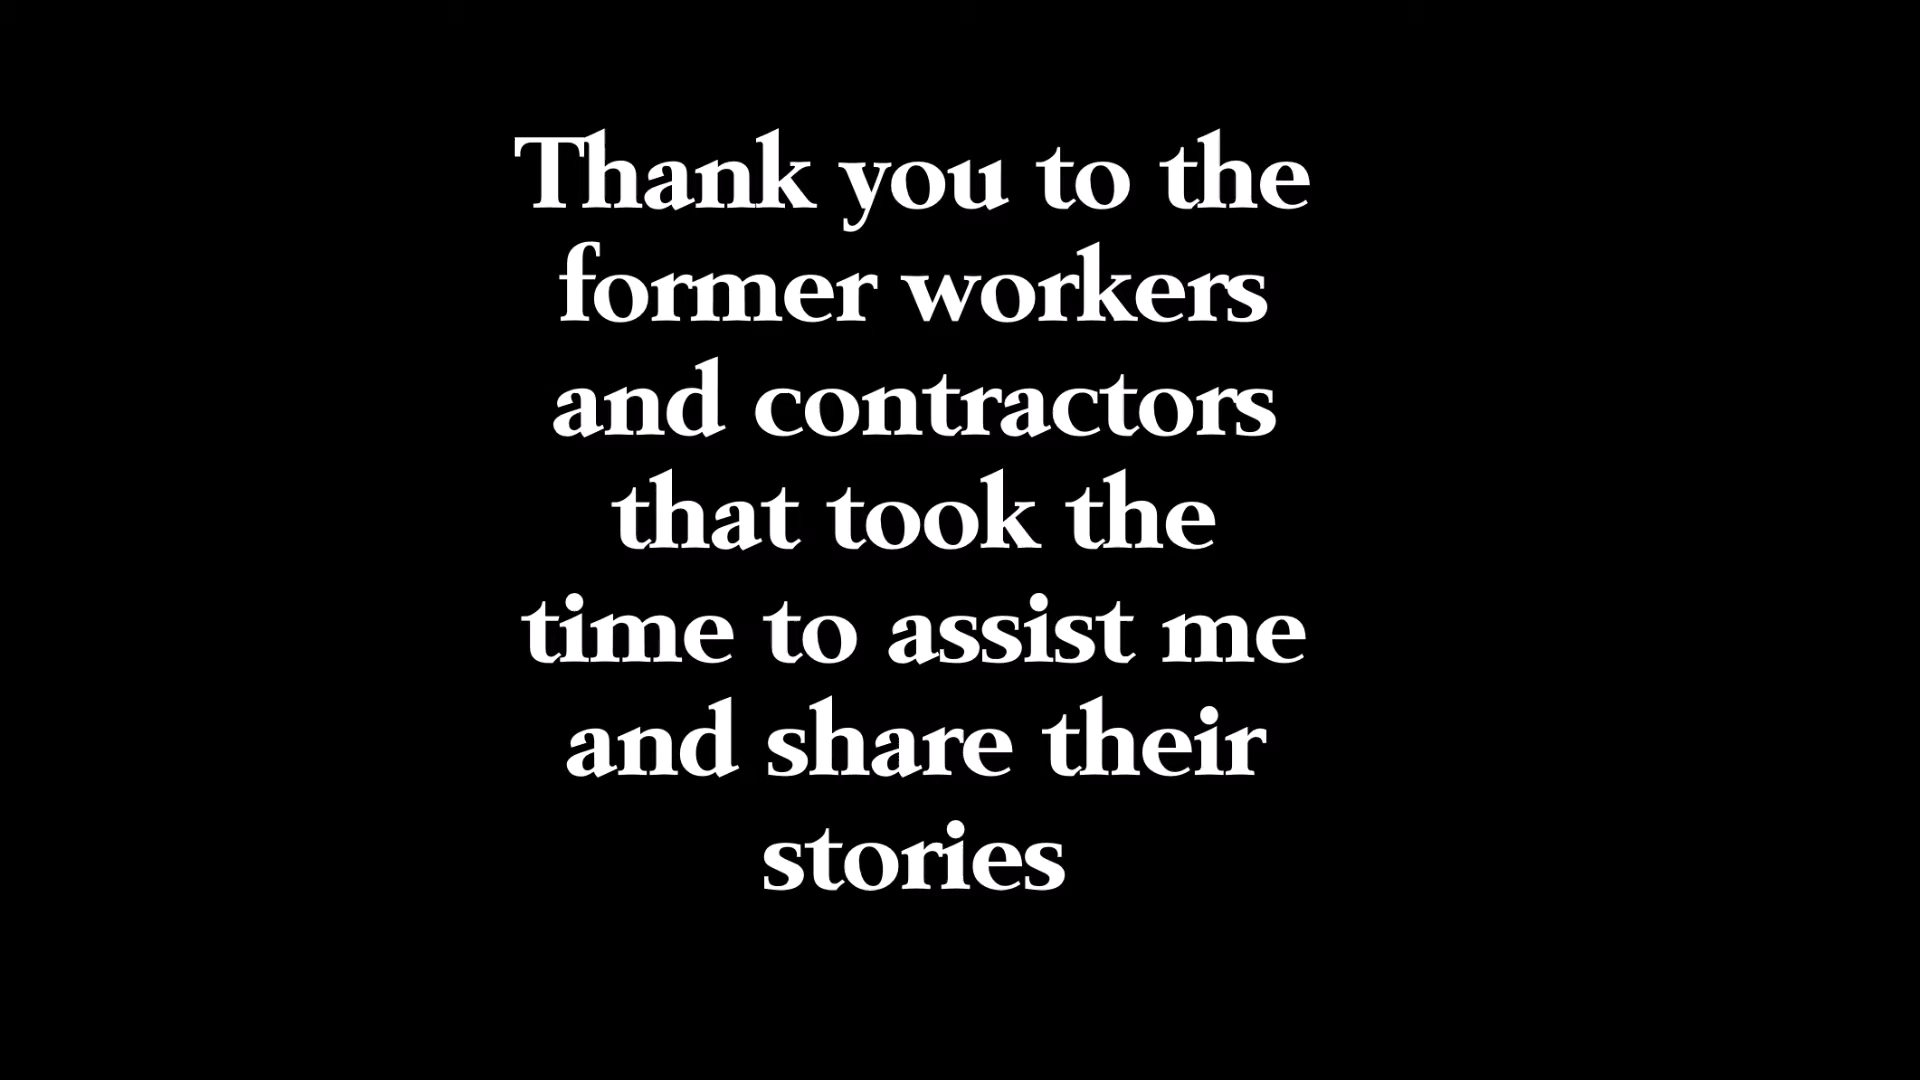 Thank you to the
former workers
and contractors
that took the
time to assist me
and share their
stories